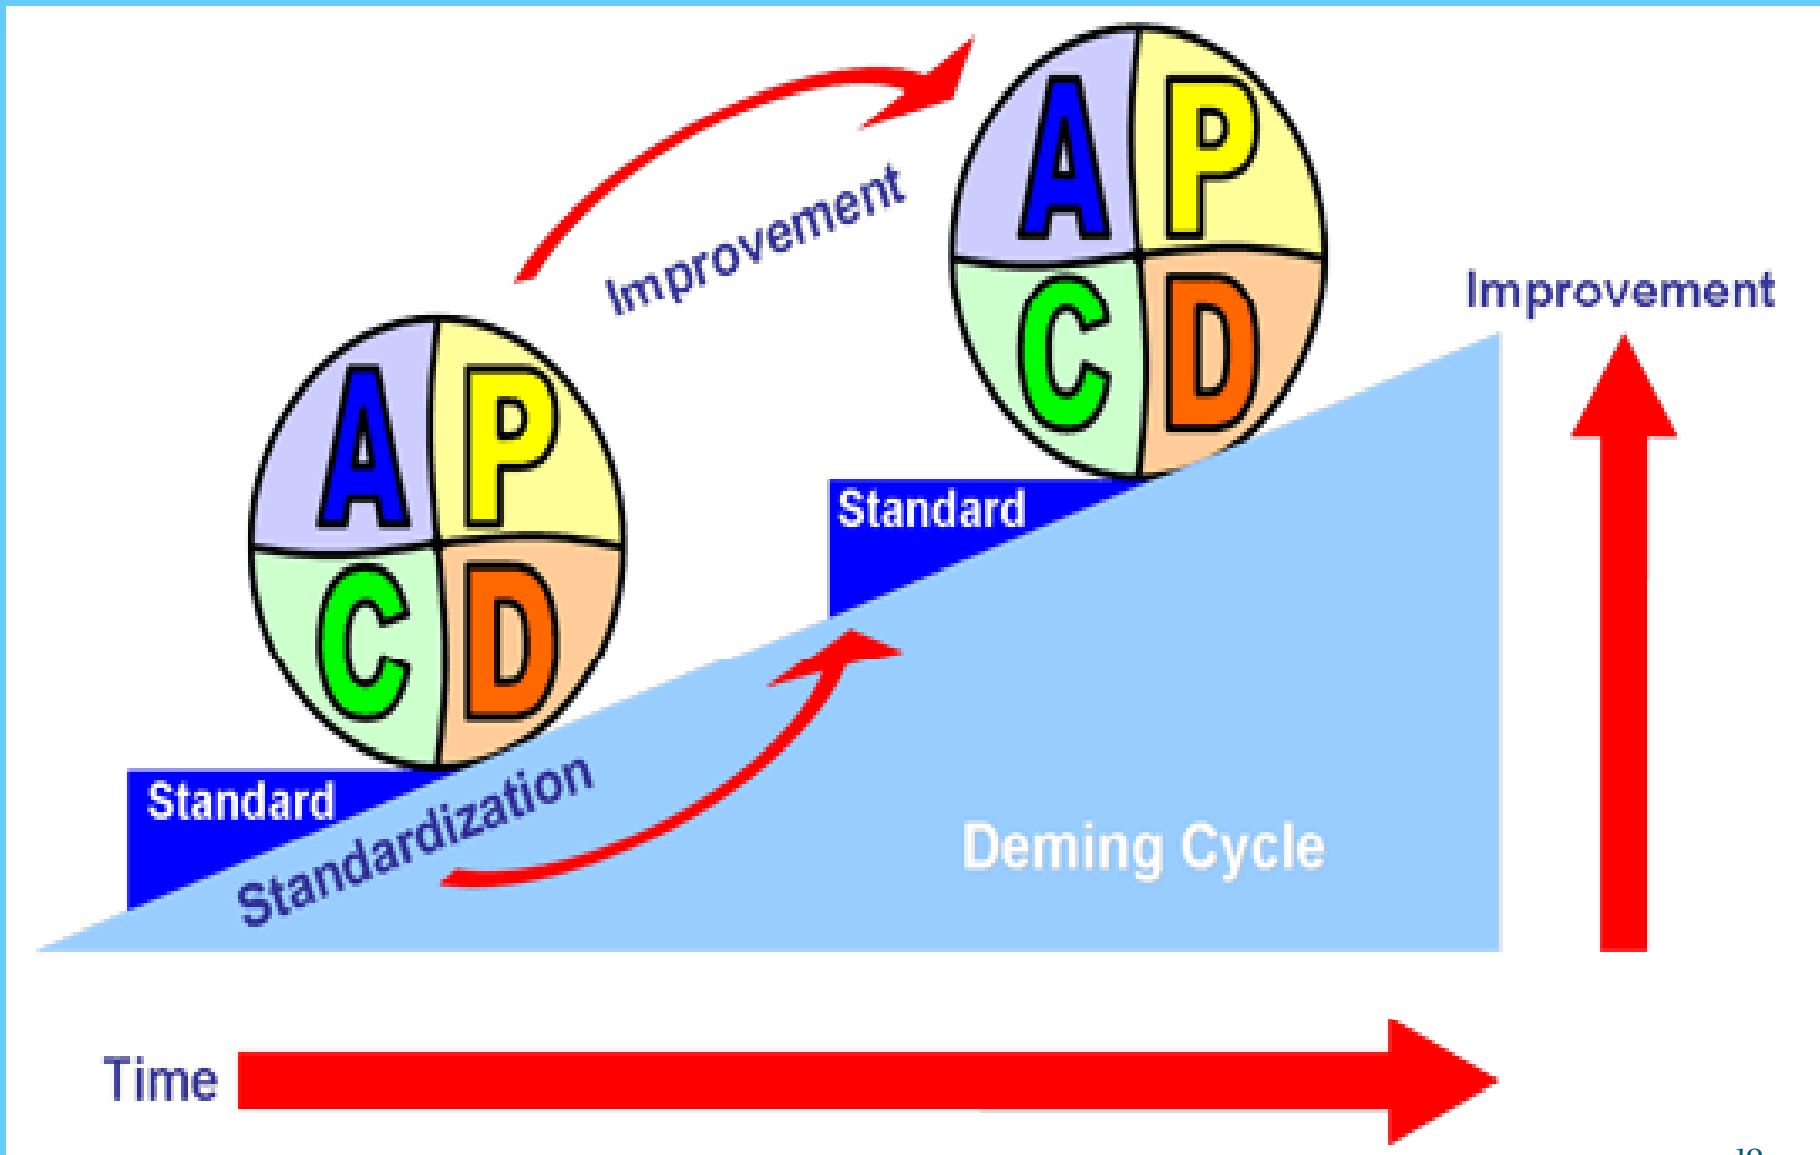 A P
C D
Improvement
Improvement
A P
C D
Standard
Standard
Standardization
Deming Cycle
Time